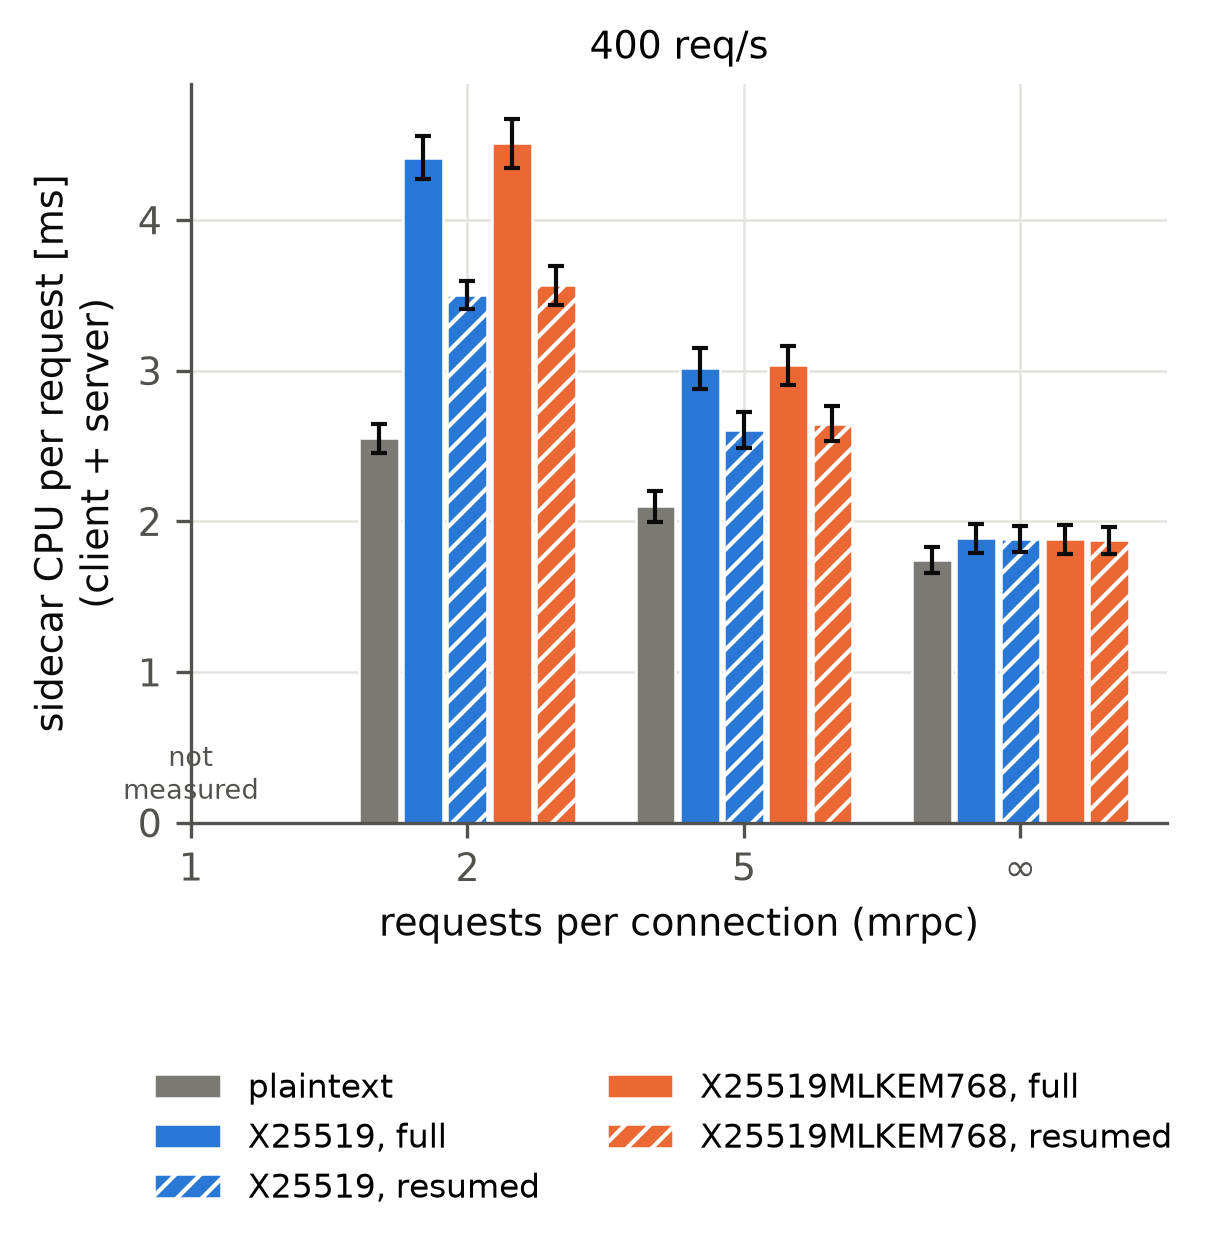 400 req/s
sidecar CPU per request [ms]
(client + server)
4
3
2
1
0
not
measured
1 2 5 ∞
requests per connection (mrpc)
plaintext
X25519, full
X25519, resumed
X25519MLKEM768, full
X25519MLKEM768, resumed